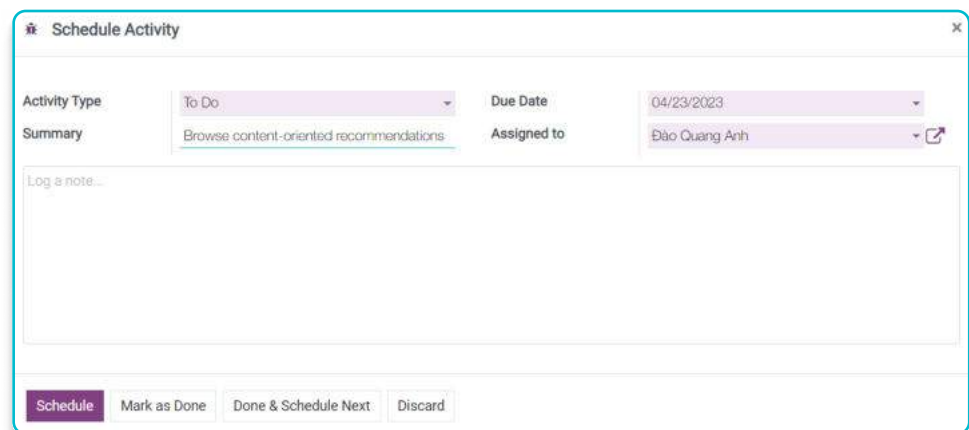 Schedule Activity
Activity Type To Do Due Date 04/23/2023
Summary Browse content-oriented recommendations Assigned to Đào Quang Anh
Log a note...
Schedule Mark as Done Done & Schedule Next Discard